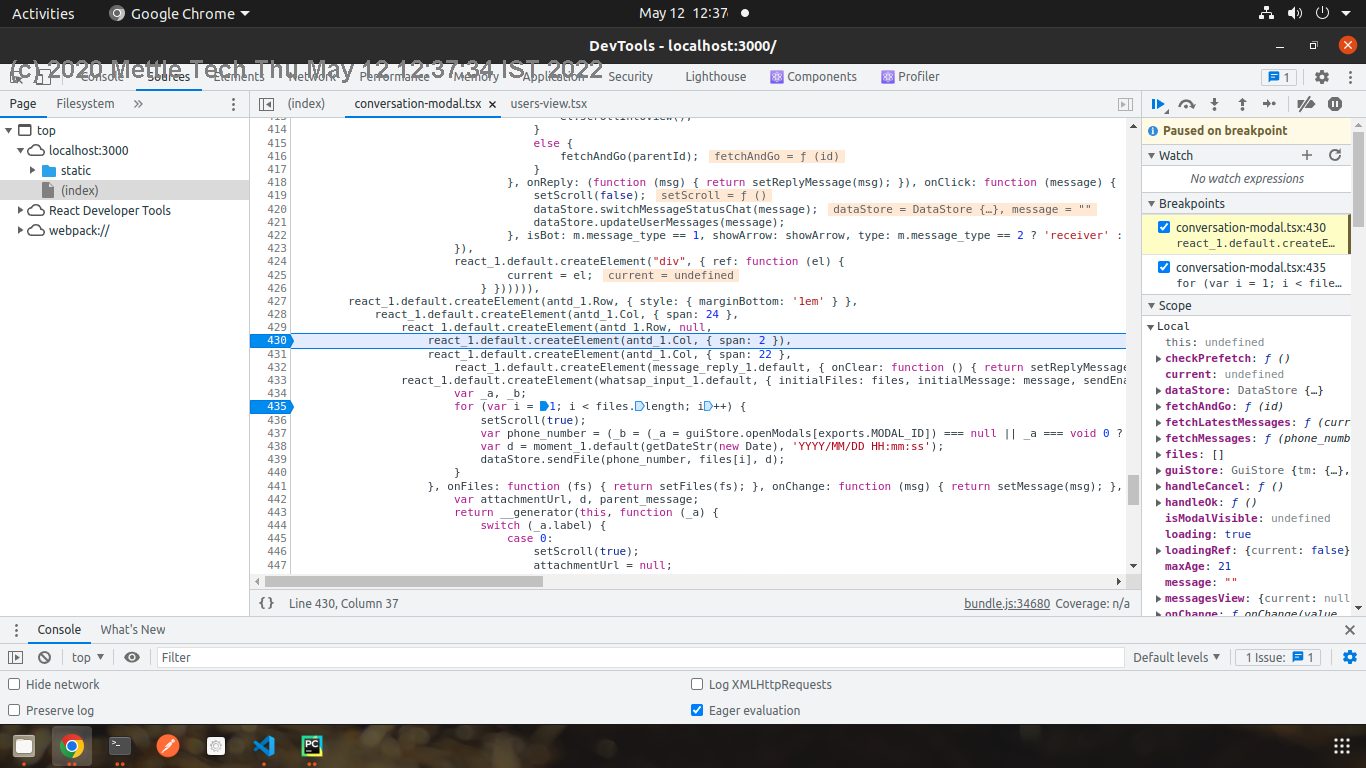 Activities Google Chrome May 12 12:37
DevTools - localhost:3000/
(c) 2020 Mettle Tech Thu May 12 12:37:34 IST 2022
Console Sources Elements Network Performance Memory Application Security Lighthouse Components Profiler 1
Page Filesystem » (index) conversation-modal.tsx × users-view.tsx
top
localhost:3000
static
(index)
React Developer Tools
webpack://
414 }
415 else {
416 fetchAndGo(parentId); fetchAndGo = ƒ (id)
417 }
418 }, onReply: (function (msg) { return setReplyMessage(msg); }), onClick: function (message) {
419 setScroll(false); setScroll = ƒ ()
420 dataStore.switchMessageStatusChat(message); dataStore = DataStore {…}, message = ""
421 dataStore.updateUserMessages(message);
422 }, isBot: m.message_type == 1, showArrow: showArrow, type: m.message_type == 2 ? 'receiver' :
423 }),
424 react_1.default.createElement("div", { ref: function (el) {
425 current = el; current = undefined
426 } })))),
427 react_1.default.createElement(antd_1.Row, { style: { marginBottom: '1em' } },
428 react_1.default.createElement(antd_1.Col, { span: 24 },
429 react_1.default.createElement(antd_1.Row, null,
430 react_1.default.createElement(antd_1.Col, { span: 2 }),
431 react_1.default.createElement(antd_1.Col, { span: 22 },
432 react_1.default.createElement(message_reply_1.default, { onClear: function () { return setReplyMessage
433 react_1.default.createElement(whatsap_input_1.default, { initialFiles: files, initialMessage: message, sendEna
434 var _a, _b;
435 for (var i = 1; i < files.length; i++) {
436 setScroll(true);
437 var phone_number = (_b = (_a = guiStore.openModals[exports.MODAL_ID]) === null || _a === void 0 ?
438 var d = moment_1.default(getDateStr(new Date), 'YYYY/MM/DD HH:mm:ss');
439 dataStore.sendFile(phone_number, files[i], d);
440 }
441 }, onFiles: function (fs) { return setFiles(fs); }, onChange: function (msg) { return setMessage(msg); },
442 var attachmentUrl, d, parent_message;
443 return __generator(this, function (_a) {
444 switch (_a.label) {
445 case 0:
446 setScroll(true);
447 attachmentUrl = null;
{} Line 430, Column 37 bundle.js:34680 Coverage: n/a
Paused on breakpoint
Watch
No watch expressions
Breakpoints
conversation-modal.tsx:430
react_1.default.createE…
conversation-modal.tsx:435
for (var i = 1; i < file…
Scope
Local
this: undefined
checkPrefetch: ƒ ()
current: undefined
dataStore: DataStore {…}
fetchAndGo: ƒ (id)
fetchLatestMessages: ƒ (curr
fetchMessages: ƒ (phone_numb
files: []
guiStore: GuiStore {tm: {…},
handleCancel: ƒ ()
handleOk: ƒ ()
isModalVisible: undefined
loading: true
loadingRef: {current: false}
maxAge: 21
message: ""
messagesView: {current: null
onChange: ƒ onChange(value
Console What's New
top Filter Default levels 1 Issue: 1
Hide network Log XMLHttpRequests
Preserve log Eager evaluation
PC